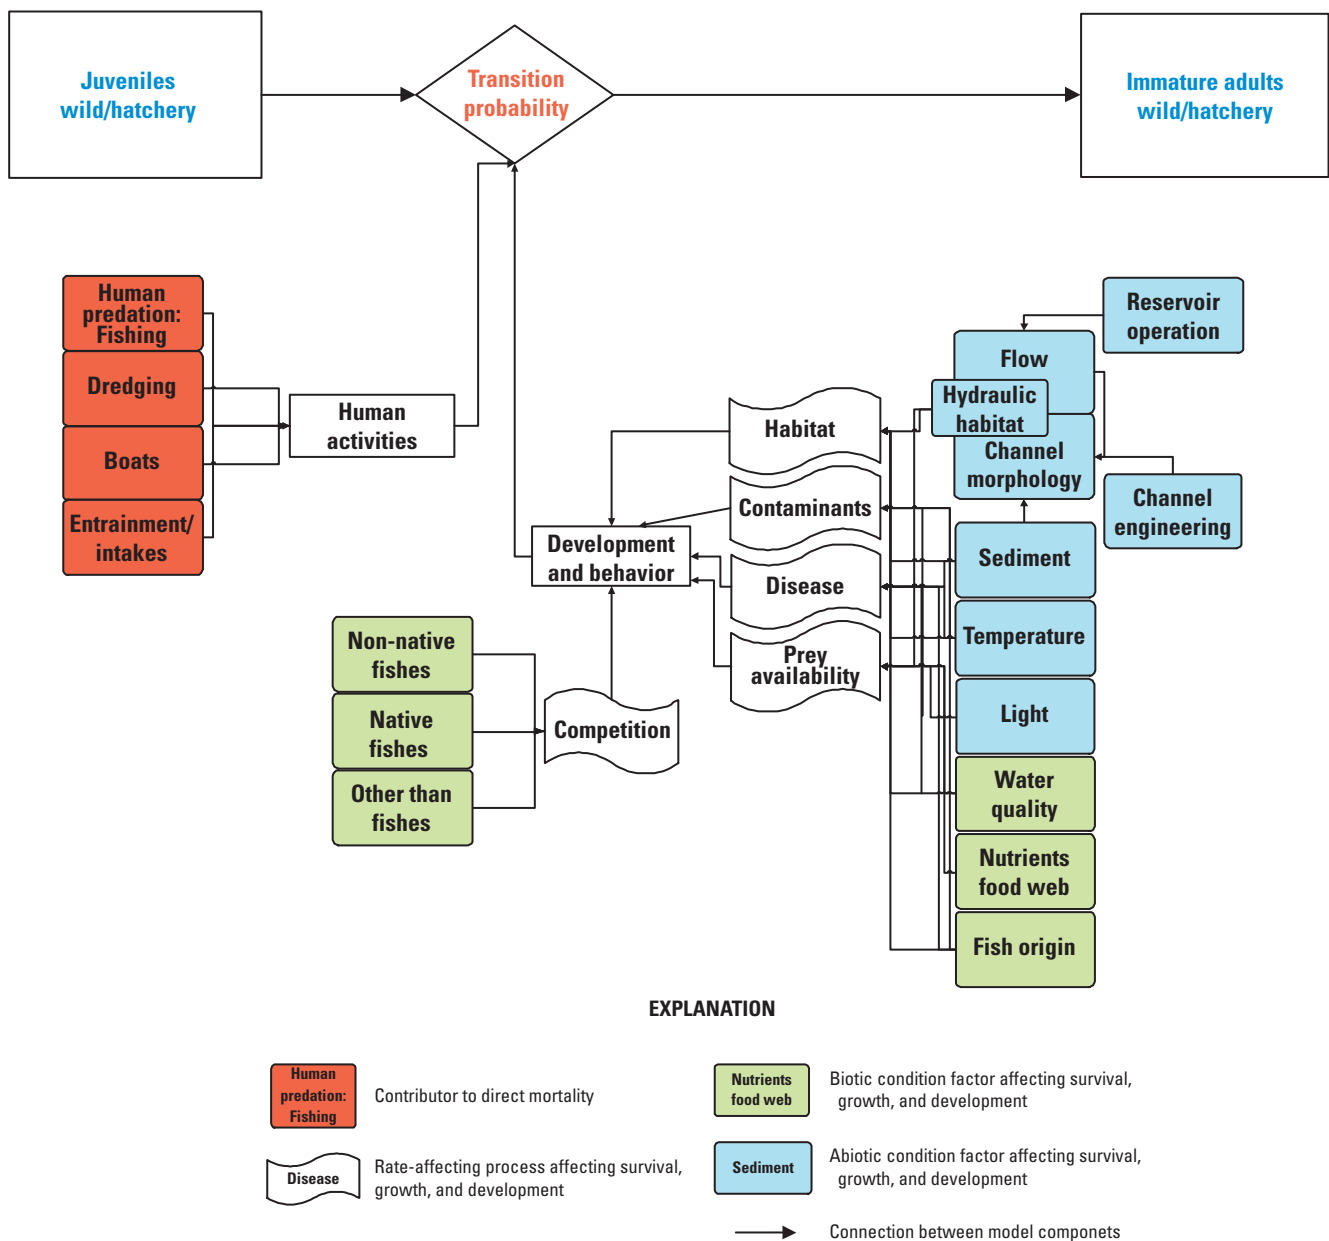 Juveniles
wild/hatchery
Transition
probability
Immature adults
wild/hatchery
Human
predation:
Fishing
Dredging
Boats
Entrainment/
intakes
Human
activities
Reservoir
operation
Flow
Hydraulic
habitat
Channel
morphology
Channel
engineering
Habitat
Contaminants
Disease
Prey
availability
Development
and behavior
Sediment
Temperature
Light
Water
quality
Nutrients
food web
Fish origin
Non-native
fishes
Native
fishes
Other than
fishes
Competition
EXPLANATION
Human
predation:
Fishing
Contributor to direct mortality
Disease
Rate-affecting process affecting survival,
growth, and development
Nutrients
food web
Biotic condition factor affecting survival,
growth, and development
Sediment
Abiotic condition factor affecting survival,
growth, and development
Connection between model componets